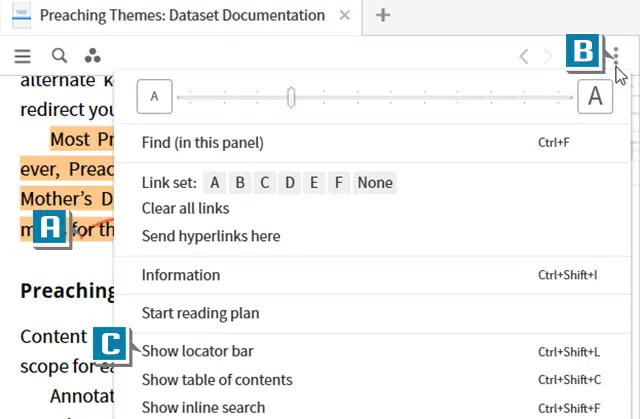 Preaching Themes: Dataset Documentation
B
alternate k
A
A
redirect you
Find (in this panel) Ctrl+F
Most Pr
ever, Preac
Link set: A B C D E F None
Mother's D
Clear all links
A
for th
Send hyperlinks here
Information Ctrl+Shift+I
Preaching
Start reading plan
Content
C
Show locator bar Ctrl+Shift+L
scope for ea
Show table of contents Ctrl+Shift+C
Annotat
Show inline search Ctrl+Shift+F